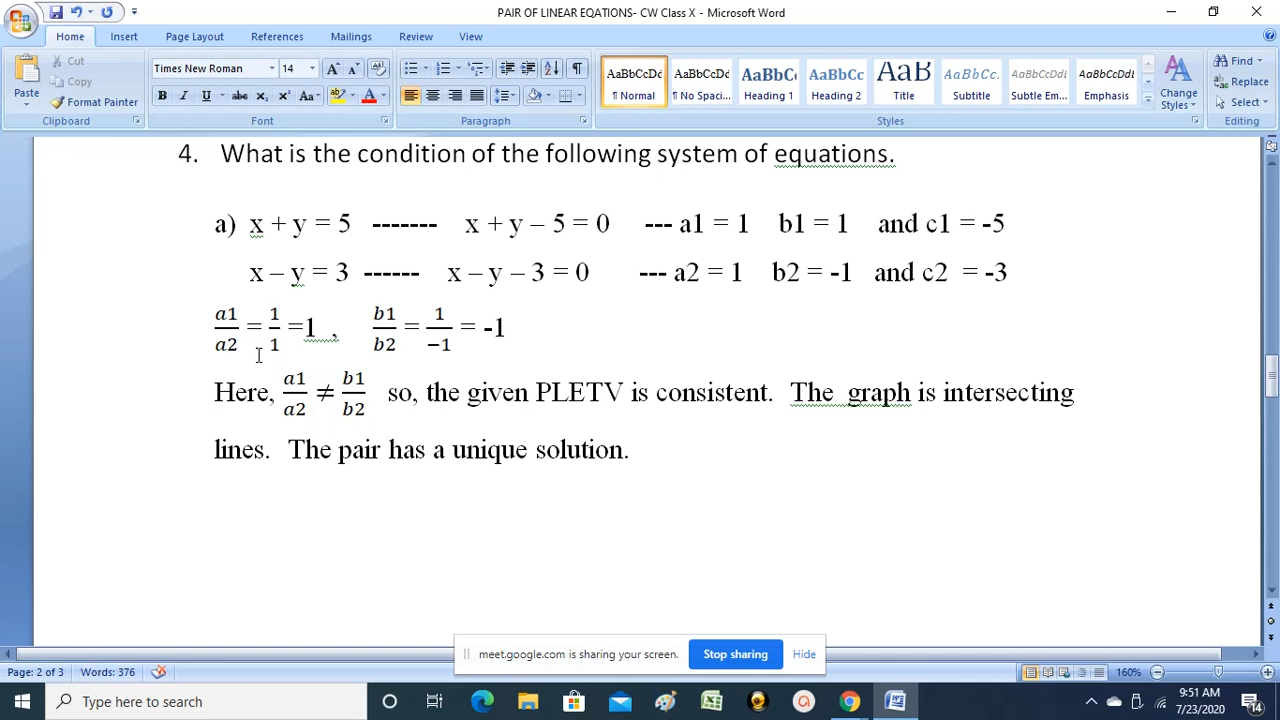 PAIR OF LINEAR EQATIONS- CW Class X - Microsoft Word
Home Insert Page Layout References Mailings Review View
Paste Cut Copy Format Painter Clipboard
Times New Roman 14 Font
Paragraph
AaBbCcDc ¶ Normal AaBbCcDc ¶ No Spaci... AaBbCc Heading 1 AaBbCc Heading 2 AaB Title AaBbCc. Subtitle AaBbCcDc Subtle Em... AaBbCcDc Emphasis Change Styles Styles
Find Replace Select Editing
4. What is the condition of the following system of equations.
a) x + y = 5 ------- x + y – 5 = 0 --- a1 = 1 b1 = 1 and c1 = -5
x – y = 3 ------ x – y – 3 = 0 --- a2 = 1 b2 = -1 and c2 = -3
a1/a2 = 1/1 =1 , b1/b2 = 1/−1 = -1
Here, a1/a2 ≠ b1/b2 so, the given PLETV is consistent. The graph is intersecting
lines. The pair has a unique solution.
meet.google.com is sharing your screen. Stop sharing Hide
Page: 2 of 3 Words: 376 160%
Type here to search
9:51 AM
7/23/2020
14